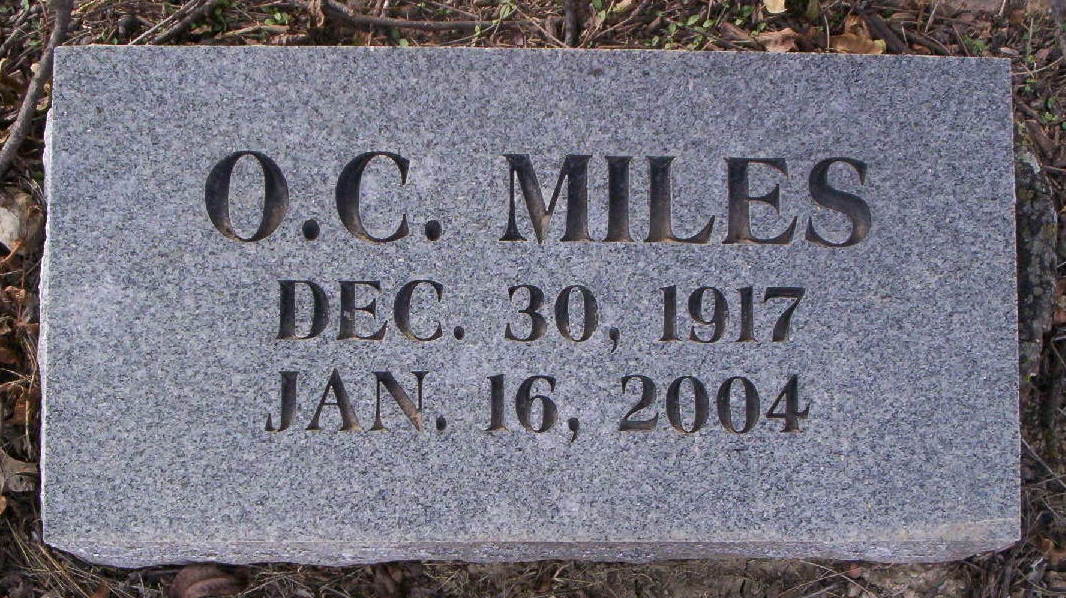 O.C. MILES
DEC. 30, 1917
JAN. 16, 2004